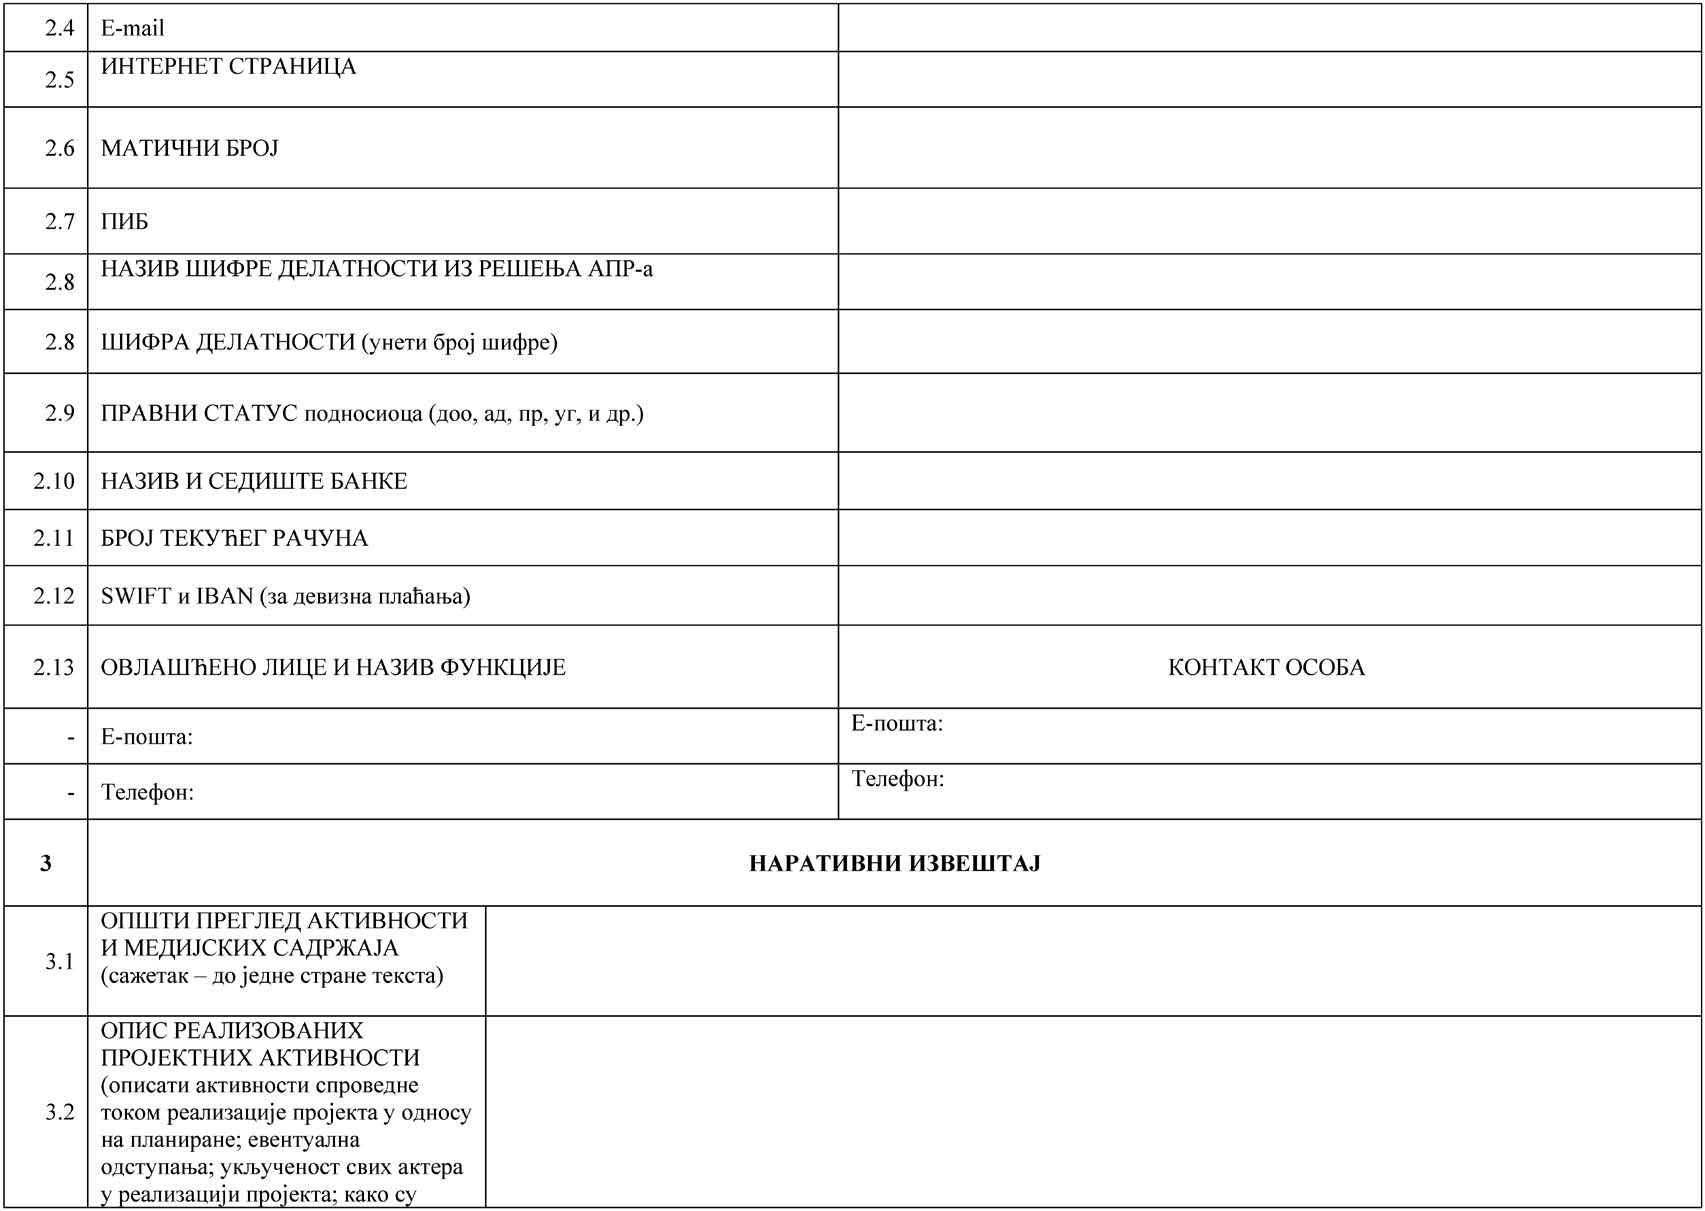 2.4 E-mail
2.5 ИНТЕРНЕТ СТРАНИЦА
2.6 МАТИЧНИ БРОЈ
2.7 ПИБ
2.8 НАЗИВ ШИФРЕ ДЕЛАТНОСТИ ИЗ РЕШЕЊА АПР-а
2.8 ШИФРА ДЕЛАТНОСТИ (унети број шифре)
2.9 ПРАВНИ СТАТУС подносиоца (доо, ад, пр, уг, и др.)
2.10 НАЗИВ И СЕДИШТЕ БАНКЕ
2.11 БРОЈ ТЕКУЋЕГ РАЧУНА
2.12 SWIFT и IBAN (за девизна плаћања)
2.13 ОВЛАШЋЕНО ЛИЦЕ И НАЗИВ ФУНКЦИЈЕ КОНТАКТ ОСОБА
- Е-пошта: Е-пошта:
- Телефон: Телефон:
3 НАРАТИВНИ ИЗВЕШТАЈ
3.1 ОПШТИ ПРЕГЛЕД АКТИВНОСТИ
И МЕДИЈСКИХ САДРЖАЈА
(сажетак – до једне стране текста)
3.2 ОПИС РЕАЛИЗОВАНИХ
ПРОЈЕКТНИХ АКТИВНОСТИ
(описати активности спроведне
током реализације пројекта у односу
на планиране; евентуална
одступања; укљученост свих актера
у реализацији пројекта; како су